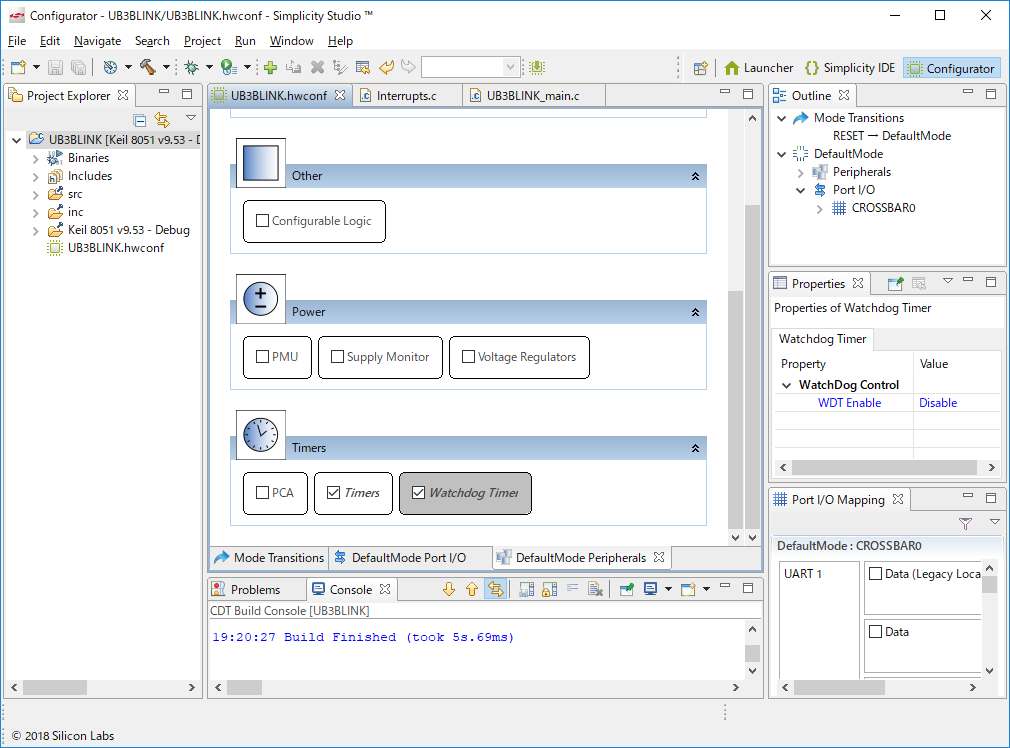 Configurator - UB3BLINK/UB3BLINK.hwconf - Simplicity Studio ™
File Edit Navigate Search Project Run Window Help
Launcher Simplicity IDE Configurator
Project Explorer
UB3BLINK [Keil 8051 v9.53 - D
Binaries
Includes
src
inc
Keil 8051 v9.53 - Debug
UB3BLINK.hwconf
UB3BLINK.hwconf Interrupts.c UB3BLINK_main.c
Other
Configurable Logic
Power
PMU Supply Monitor Voltage Regulators
Timers
PCA Timers Watchdog Timer
Mode Transitions DefaultMode Port I/O DefaultMode Peripherals
Problems Console
CDT Build Console [UB3BLINK]
19:20:27 Build Finished (took 5s.69ms)
Outline
Mode Transitions
RESET → DefaultMode
DefaultMode
Peripherals
Port I/O
CROSSBAR0
Properties
Properties of Watchdog Timer
Watchdog Timer
Property Value
WatchDog Control
WDT Enable Disable
Port I/O Mapping
DefaultMode : CROSSBAR0
UART 1 Data (Legacy Loca
Data
© 2018 Silicon Labs